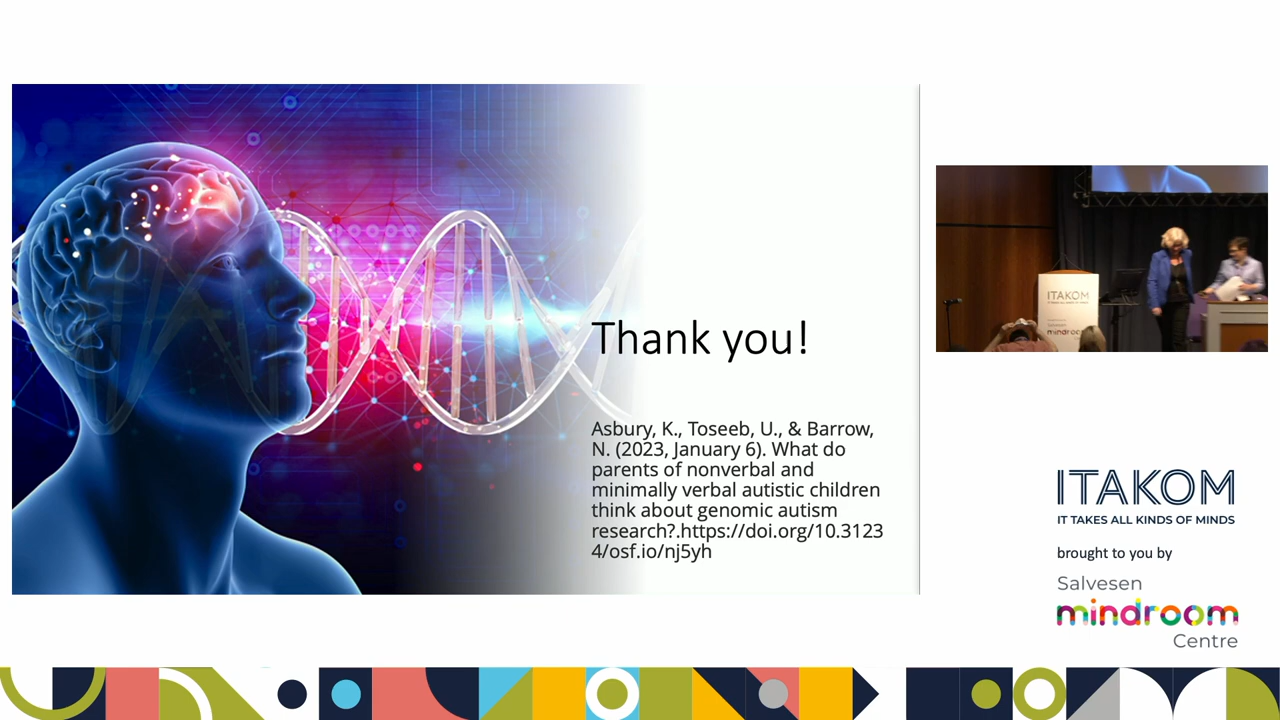 Thank you!
Asbury, K., Toseeb, U., & Barrow,
N. (2023, January 6). What do
parents of nonverbal and
minimally verbal autistic children
think about genomic autism
research?.https://doi.org/10.3123
4/osf.io/nj5yh
ITAKOM
mindroom
ITAKOM
IT TAKES ALL KINDS OF MINDS
brought to you by
Salvesen
mindroom
Centre